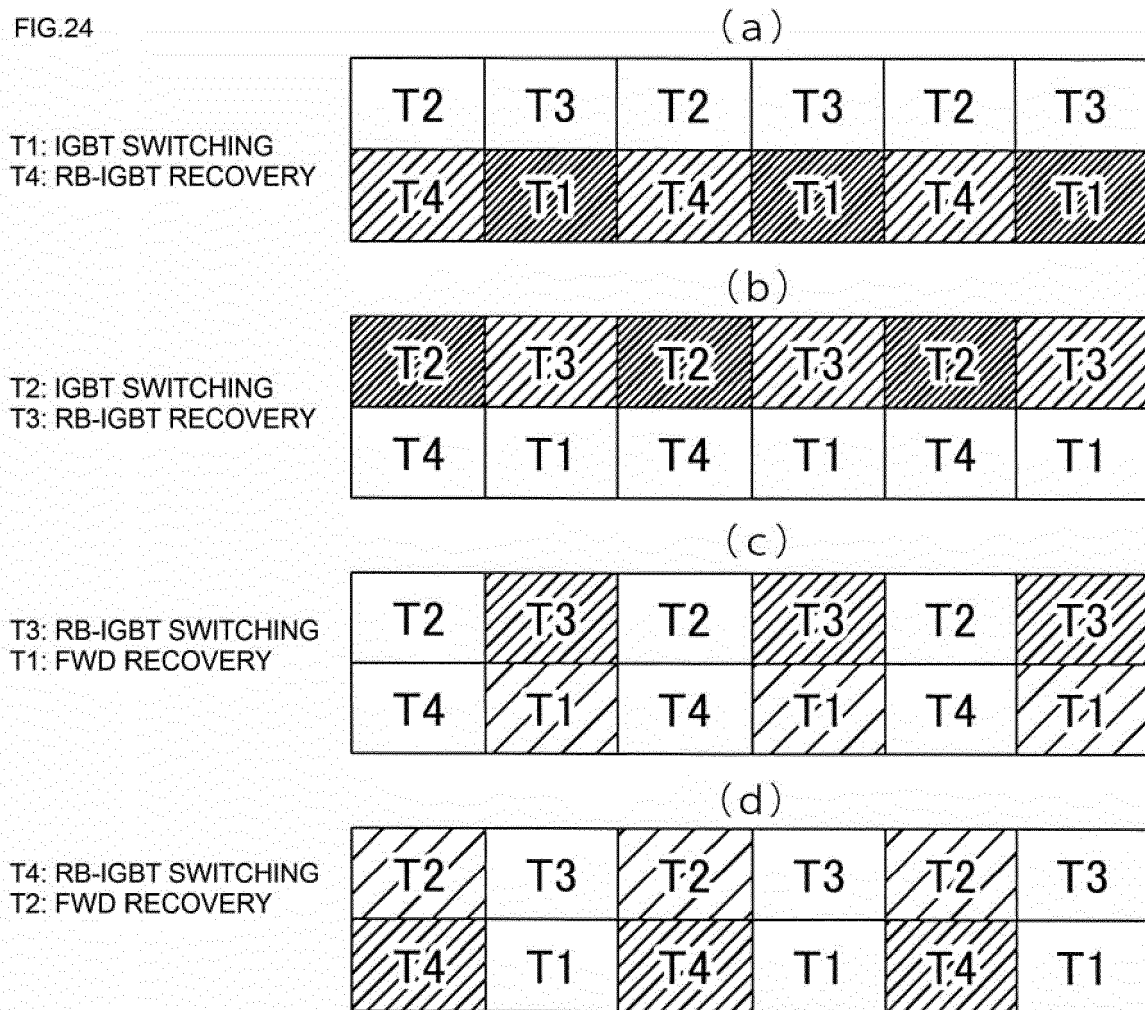 FIG.24
(a)
T2 T3 T2 T3 T2 T3
T1: IGBT SWITCHING
T4: RB-IGBT RECOVERY
T4 T1 T4 T1 T4 T1
(b)
T2 T3 T2 T3 T2 T3
T2: IGBT SWITCHING
T3: RB-IGBT RECOVERY
T4 T1 T4 T1 T4 T1
(c)
T2 T3 T2 T3 T2 T3
T3: RB-IGBT SWITCHING
T1: FWD RECOVERY
T4 T1 T4 T1 T4 T1
(d)
T2 T3 T2 T3 T2 T3
T4: RB-IGBT SWITCHING
T2: FWD RECOVERY
T4 T1 T4 T1 T4 T1